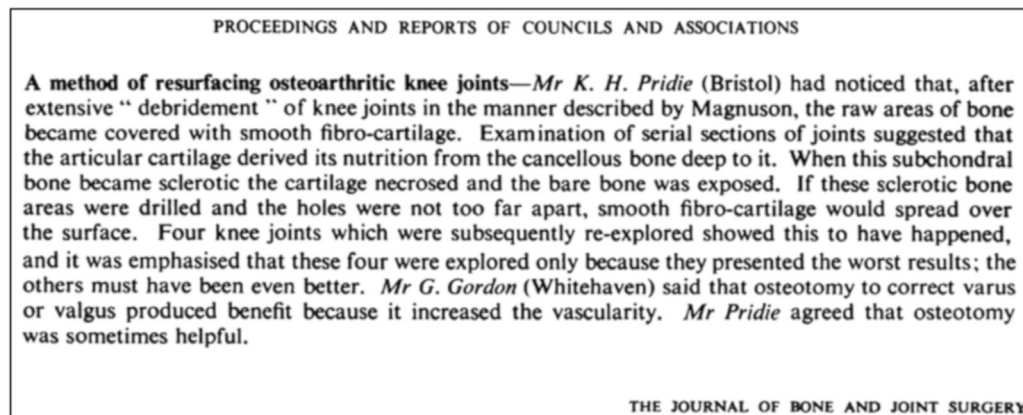 PROCEEDINGS AND REPORTS OF COUNCILS AND ASSOCIATIONS
A method of resurfacing osteoarthritic knee joints—Mr K. H. Pridie (Bristol) had noticed that, after
extensive “ debridement ” of knee joints in the manner described by Magnuson, the raw areas of bone
became covered with smooth fibro-cartilage. Examination of serial sections of joints suggested that
the articular cartilage derived its nutrition from the cancellous bone deep to it. When this subchondral
bone became sclerotic the cartilage necrosed and the bare bone was exposed. If these sclerotic bone
areas were drilled and the holes were not too far apart, smooth fibro-cartilage would spread over
the surface. Four knee joints which were subsequently re-explored showed this to have happened,
and it was emphasised that these four were explored only because they presented the worst results; the
others must have been even better. Mr G. Gordon (Whitehaven) said that osteotomy to correct varus
or valgus produced benefit because it increased the vascularity. Mr Pridie agreed that osteotomy
was sometimes helpful.
THE JOURNAL OF BONE AND JOINT SURGERY